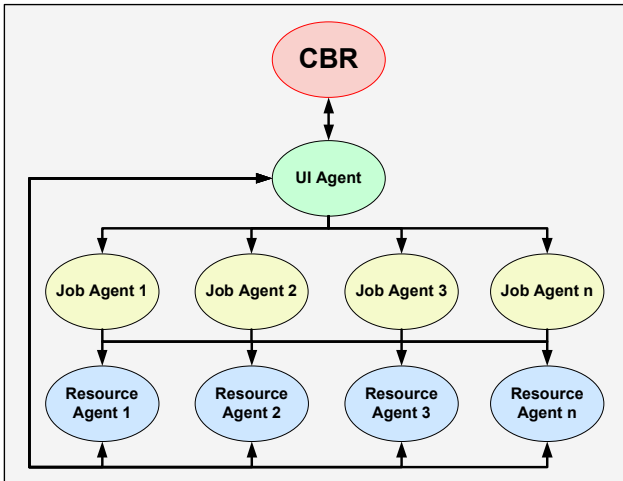 CBR
UI Agent
Job Agent 1
Job Agent 2
Job Agent 3
Job Agent n
Resource
Agent 1
Resource
Agent 2
Resource
Agent 3
Resource
Agent n